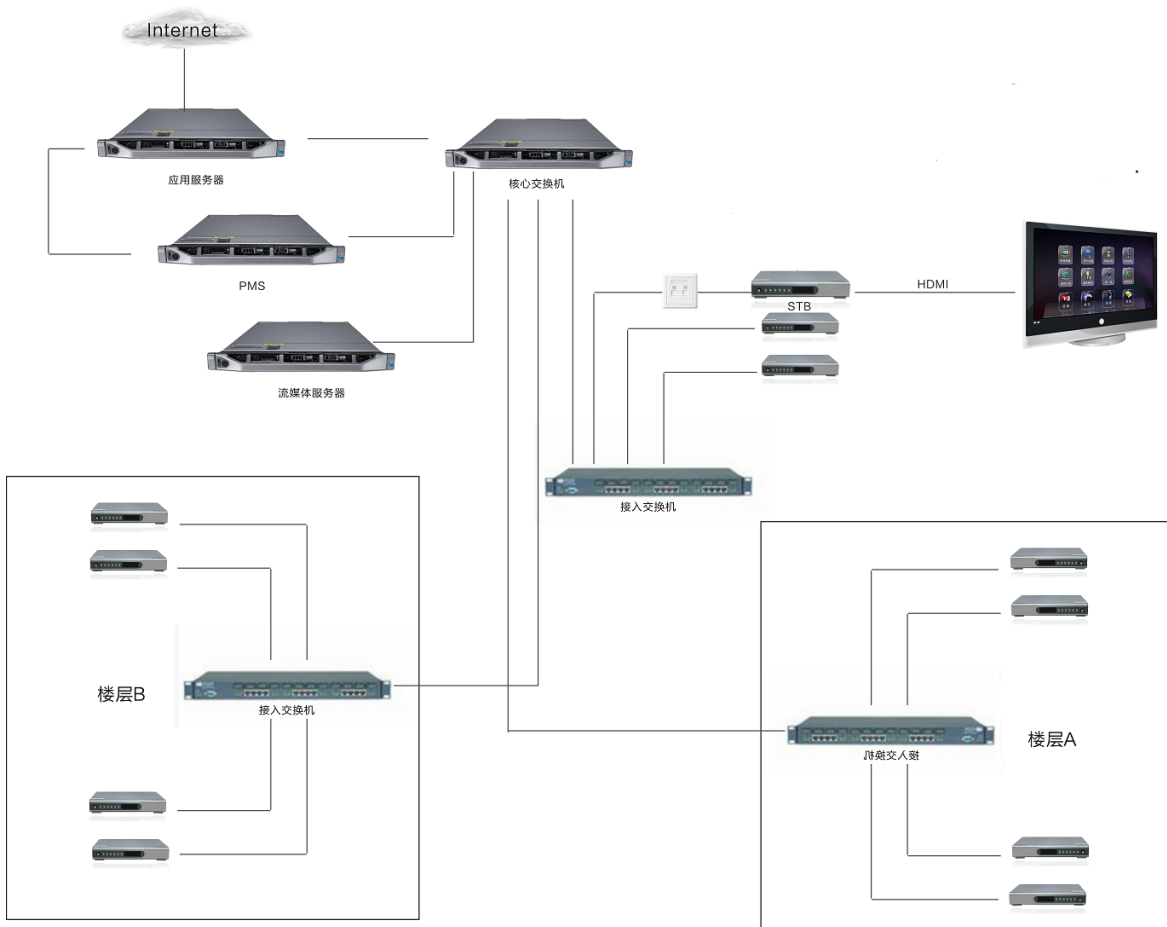 Internet
应用服务器
核心交换机
PMS
HDMI
STB
流媒体服务器
接入交换机
楼层B
接入交换机
楼层A
接入交换机